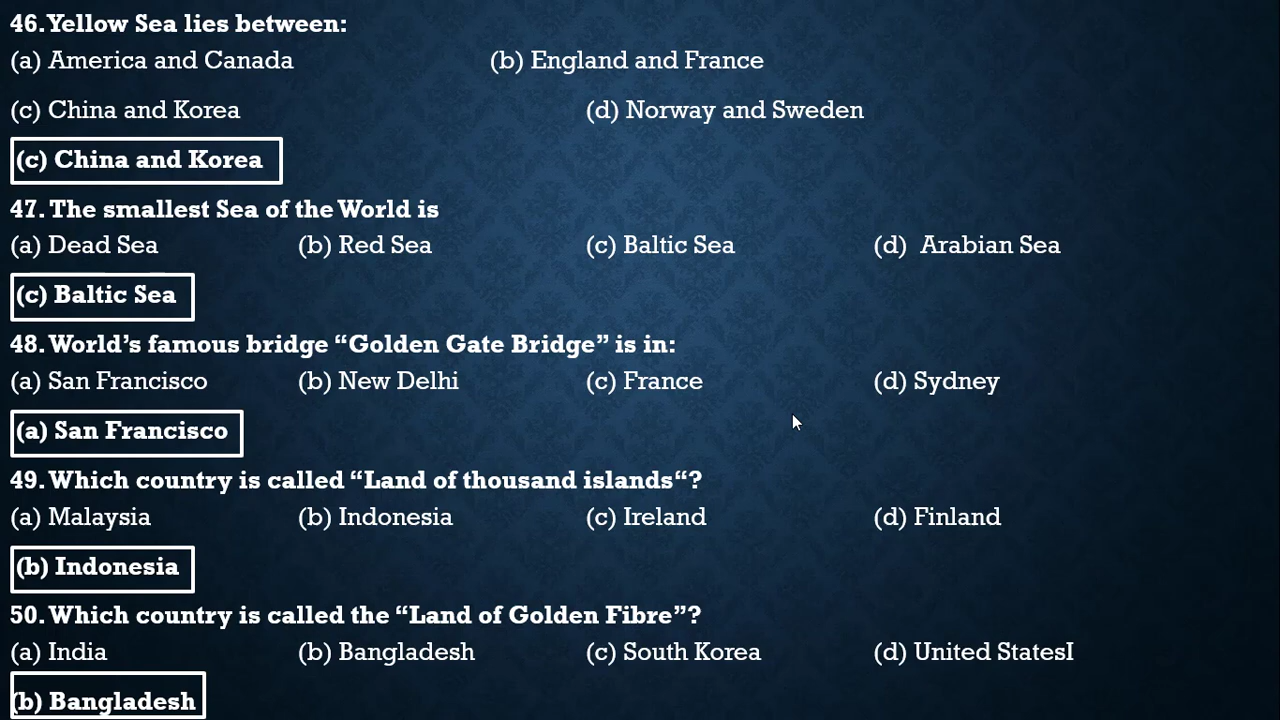 46. Yellow Sea lies between:
(a) America and Canada (b) England and France
(c) China and Korea (d) Norway and Sweden
(c) China and Korea
47. The smallest Sea of the World is
(a) Dead Sea (b) Red Sea (c) Baltic Sea (d) Arabian Sea
(c) Baltic Sea
48. World's famous bridge “Golden Gate Bridge” is in:
(a) San Francisco (b) New Delhi (c) France (d) Sydney
(a) San Francisco
49. Which country is called “Land of thousand islands“?
(a) Malaysia (b) Indonesia (c) Ireland (d) Finland
(b) Indonesia
50. Which country is called the “Land of Golden Fibre”?
(a) India (b) Bangladesh (c) South Korea (d) United StatesI
(b) Bangladesh